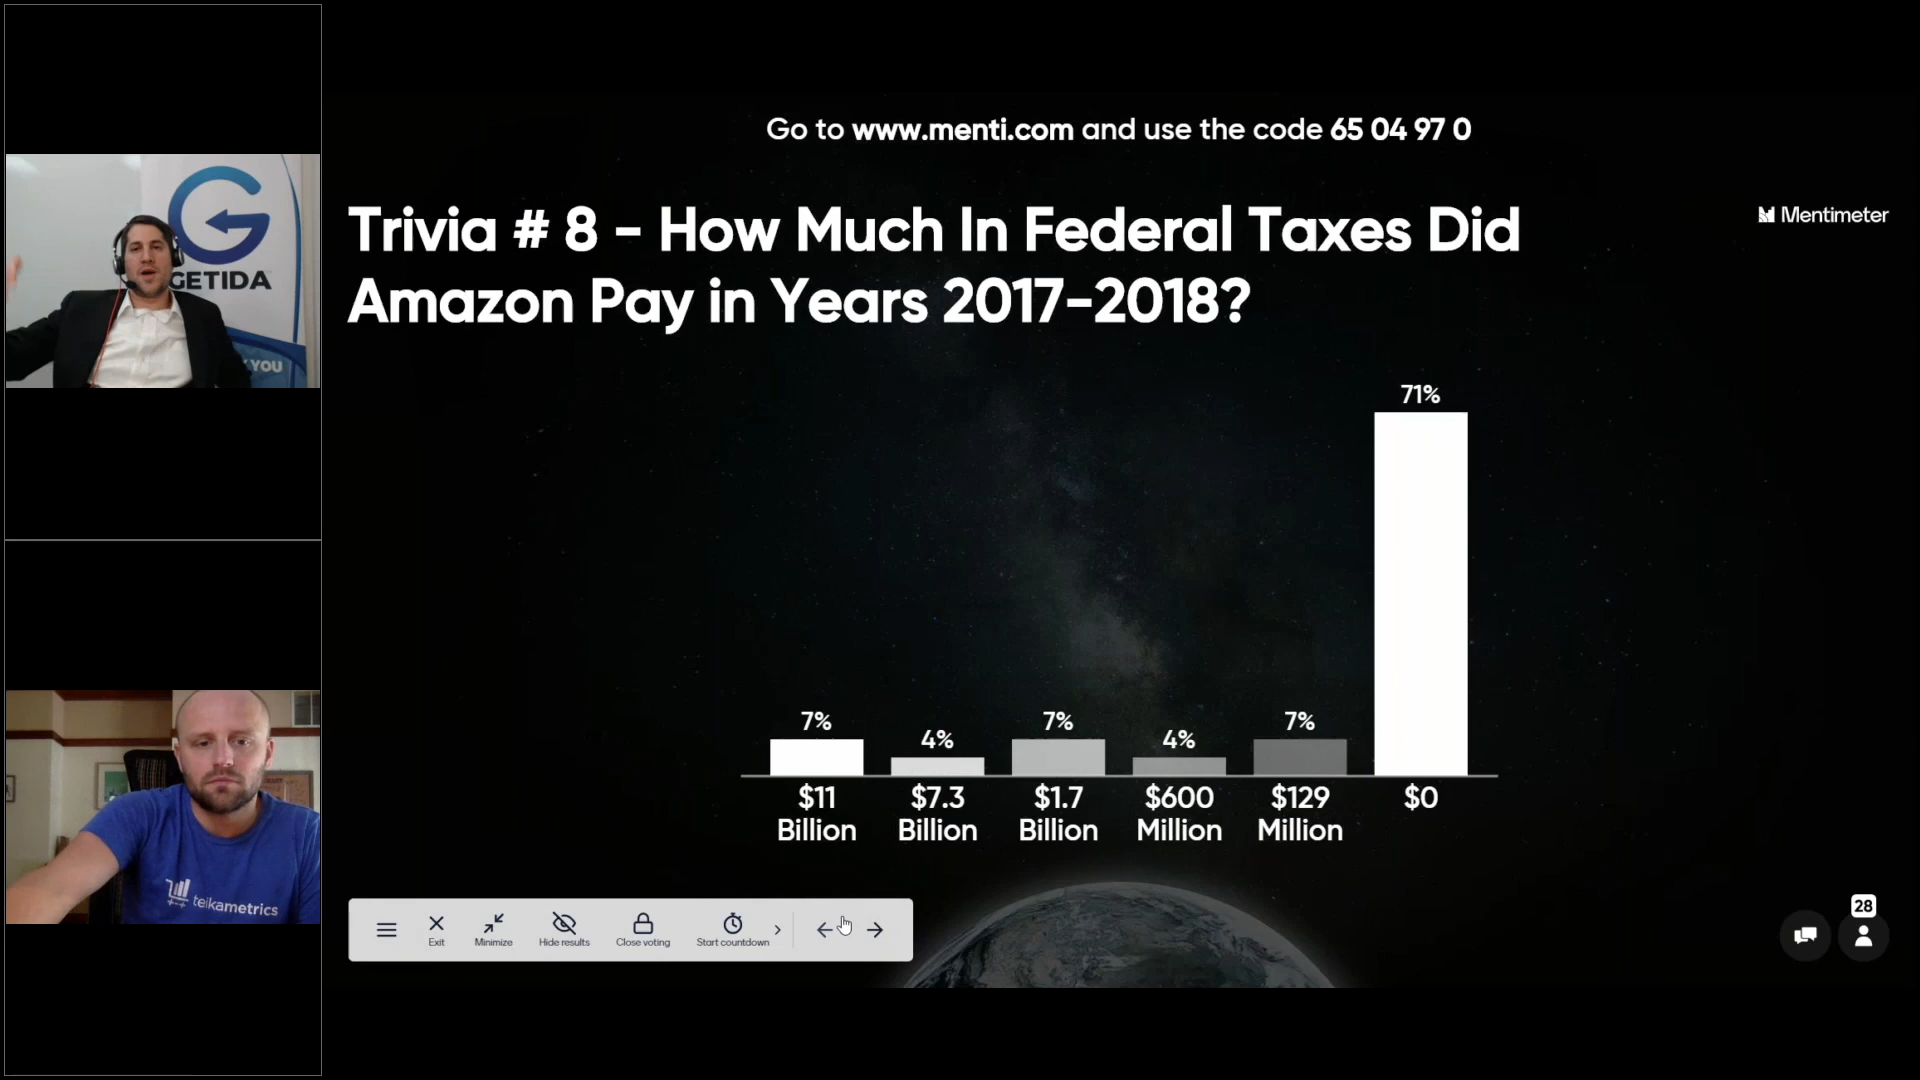 Go to www.menti.com and use the code 65 04 97 0
Trivia # 8 - How Much In Federal Taxes Did
Amazon Pay in Years 2017-2018?
Mentimeter
GETIDA
YOU
teikametrics
71%
7%
4%
7%
4%
7%
$11
Billion
$7.3
Billion
$1.7
Billion
$600
Million
$129
Million
$0
Exit
Minimize
Hide results
Close voting
Start countdown
28